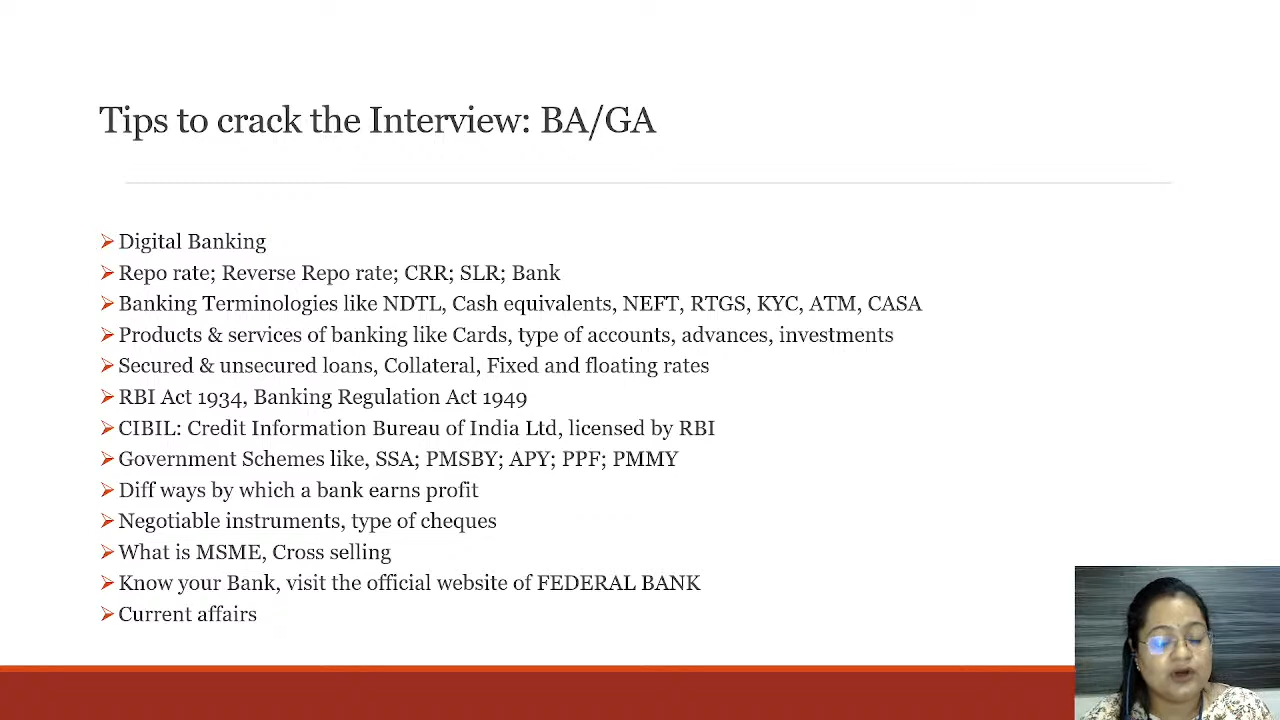 Tips to crack the Interview: BA/GA
Digital Banking
Repo rate; Reverse Repo rate; CRR; SLR; Bank
Banking Terminologies like NDTL, Cash equivalents, NEFT, RTGS, KYC, ATM, CASA
Products & services of banking like Cards, type of accounts, advances, investments
Secured & unsecured loans, Collateral, Fixed and floating rates
RBI Act 1934, Banking Regulation Act 1949
CIBIL: Credit Information Bureau of India Ltd, licensed by RBI
Government Schemes like, SSA; PMSBY; APY; PPF; PMMY
Diff ways by which a bank earns profit
Negotiable instruments, type of cheques
What is MSME, Cross selling
Know your Bank, visit the official website of FEDERAL BANK
Current affairs